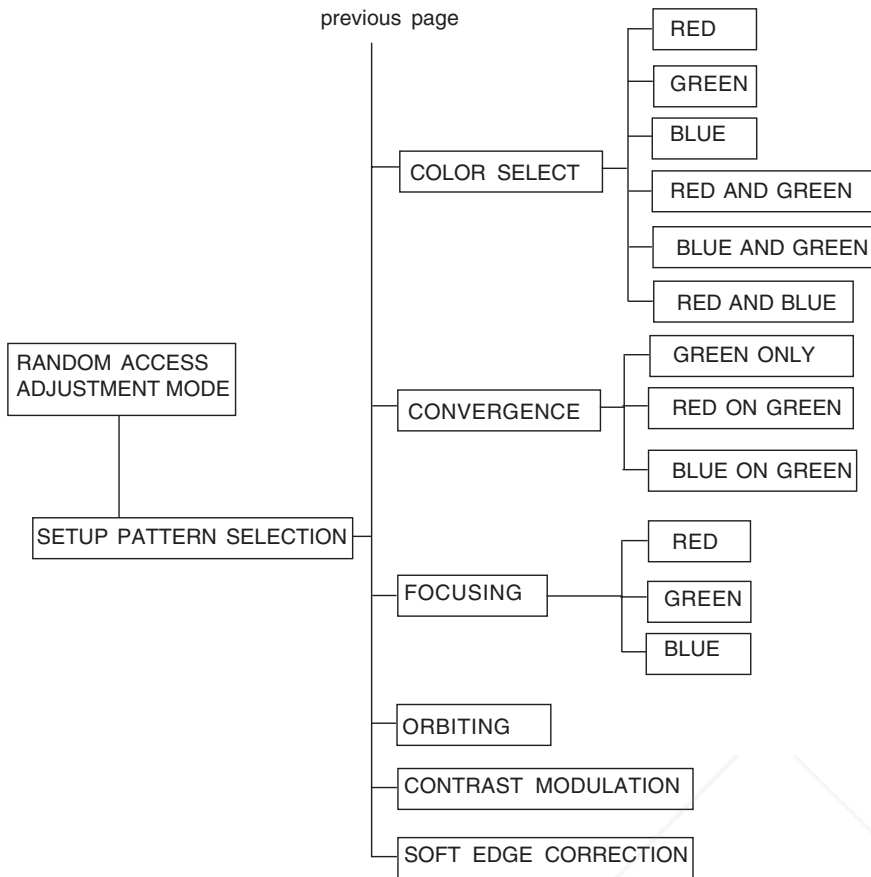 previous page
RED
GREEN
BLUE
COLOR SELECT
RED AND GREEN
BLUE AND GREEN
RED AND BLUE
RANDOM ACCESS
ADJUSTMENT MODE
GREEN ONLY
CONVERGENCE
RED ON GREEN
BLUE ON GREEN
SETUP PATTERN SELECTION
RED
FOCUSING
GREEN
BLUE
ORBITING
CONTRAST MODULATION
SOFT EDGE CORRECTION